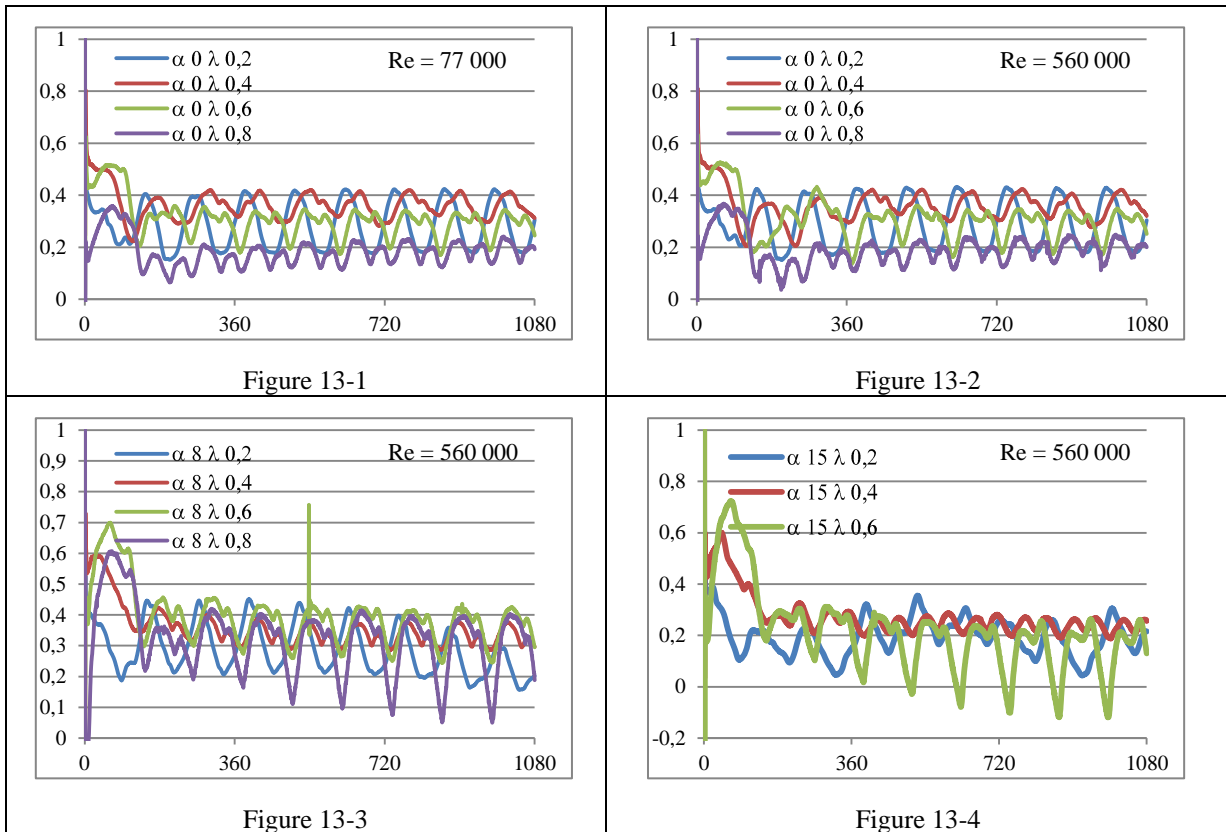 1
0,8
0,6
0,4
0,2
0
0
360
720
1080
α 0 λ 0,2
α 0 λ 0,4
α 0 λ 0,6
α 0 λ 0,8
Re = 77 000
Figure 13-1
1
0,8
0,6
0,4
0,2
0
0
360
720
1080
α 0 λ 0,2
α 0 λ 0,4
α 0 λ 0,6
α 0 λ 0,8
Re = 560 000
Figure 13-2
1
0,9
0,8
0,7
0,6
0,5
0,4
0,3
0,2
0,1
0
0
360
720
1080
α 8 λ 0,2
α 8 λ 0,4
α 8 λ 0,6
α 8 λ 0,8
Re = 560 000
Figure 13-3
1
0,8
0,6
0,4
0,2
0
-0,2
0
360
720
1080
α 15 λ 0,2
α 15 λ 0,4
α 15 λ 0,6
Re = 560 000
Figure 13-4